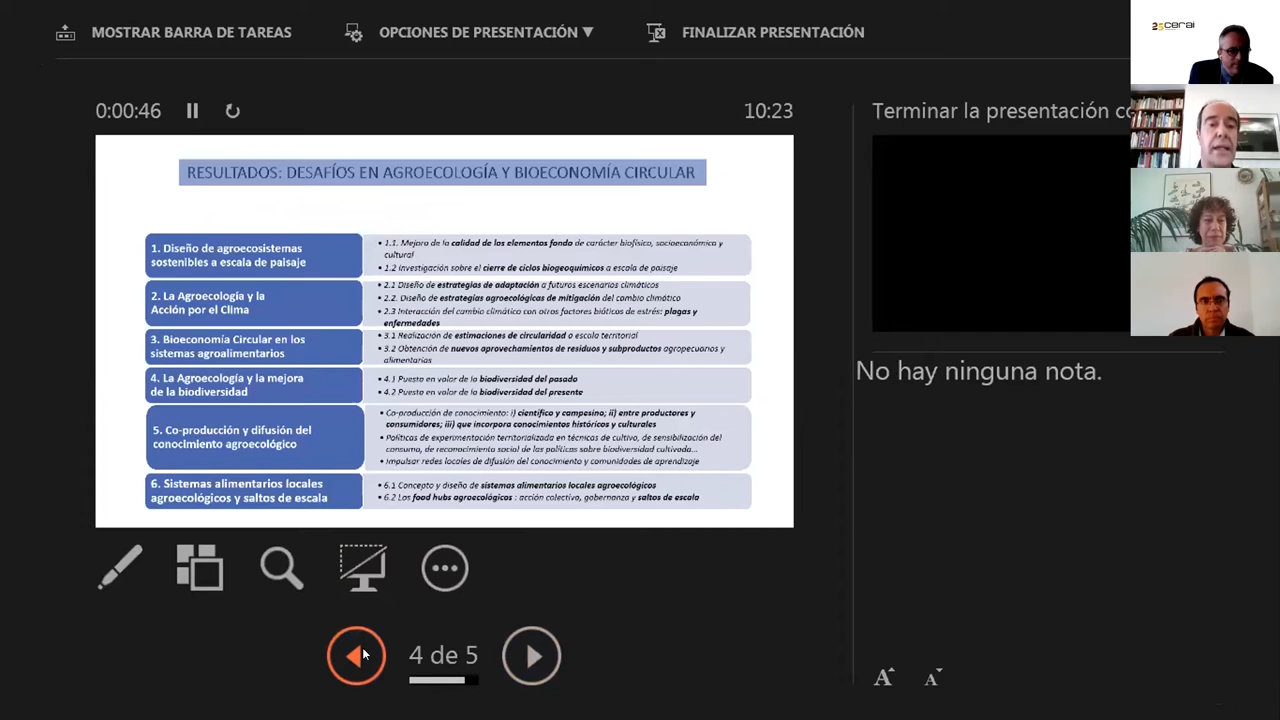 MOSTRAR BARRA DE TAREAS
OPCIONES DE PRESENTACIÓN ▼
FINALIZAR PRESENTACIÓN
25 cerai
0:00:46
10:23
Terminar la presentación
RESULTADOS: DESAFÍOS EN AGROECOLOGÍA Y BIOECONOMÍA CIRCULAR
1. Diseño de agroecosistemas
sostenibles a escala de paisaje
• 1.1. Mejora de la calidad de los elementos fondo de carácter biofísico, socioeconómico y
cultural
• 1.2 Investigación sobre el cierre de ciclos biogeoquímicos a escala de paisaje
2. La Agroecología y la
Acción por el Clima
• 2.1 Diseño de estrategias de adaptación a futuros escenarios climáticos
• 2.2. Diseño de estrategias agroecológicas de mitigación del cambio climático
• 2.3 Interacción del cambio climático con otros factores bióticos de estrés: plagas y
enfermedades
3. Bioeconomía Circular en los
sistemas agroalimentarios
• 3.1 Realización de estimaciones de circularidad a escala territorial
• 3.2 Obtención de nuevos aprovechamientos de residuos y subproductos agropecuarios y
alimentarios
4. La Agroecología y la mejora
de la biodiversidad
• 4.1 Puesta en valor de la biodiversidad del pasado
• 4.2 Puesta en valor de la biodiversidad del presente
5. Co-producción y difusión del
conocimiento agroecológico
• Co-producción de conocimiento: i) científico y campesino; ii) entre productores y
consumidores; iii) que incorpora conocimientos históricos y culturales
• Políticas de experimentación territorializada en técnicas de cultivo, de sensibilización del
consumo, de reconocimiento social de las políticas sobre biodiversidad cultivada...
• Impulsar redes locales de difusión del conocimiento y comunidades de aprendizaje
6. Sistemas alimentarios locales
agroecológicos y saltos de escala
• 6.1 Concepto y diseño de sistemas alimentarios locales agroecológicos
• 6.2 Los food hubs agroecológicos : acción colectiva, gobernanza y saltos de escala
No hay ninguna nota.
4 de 5
A A